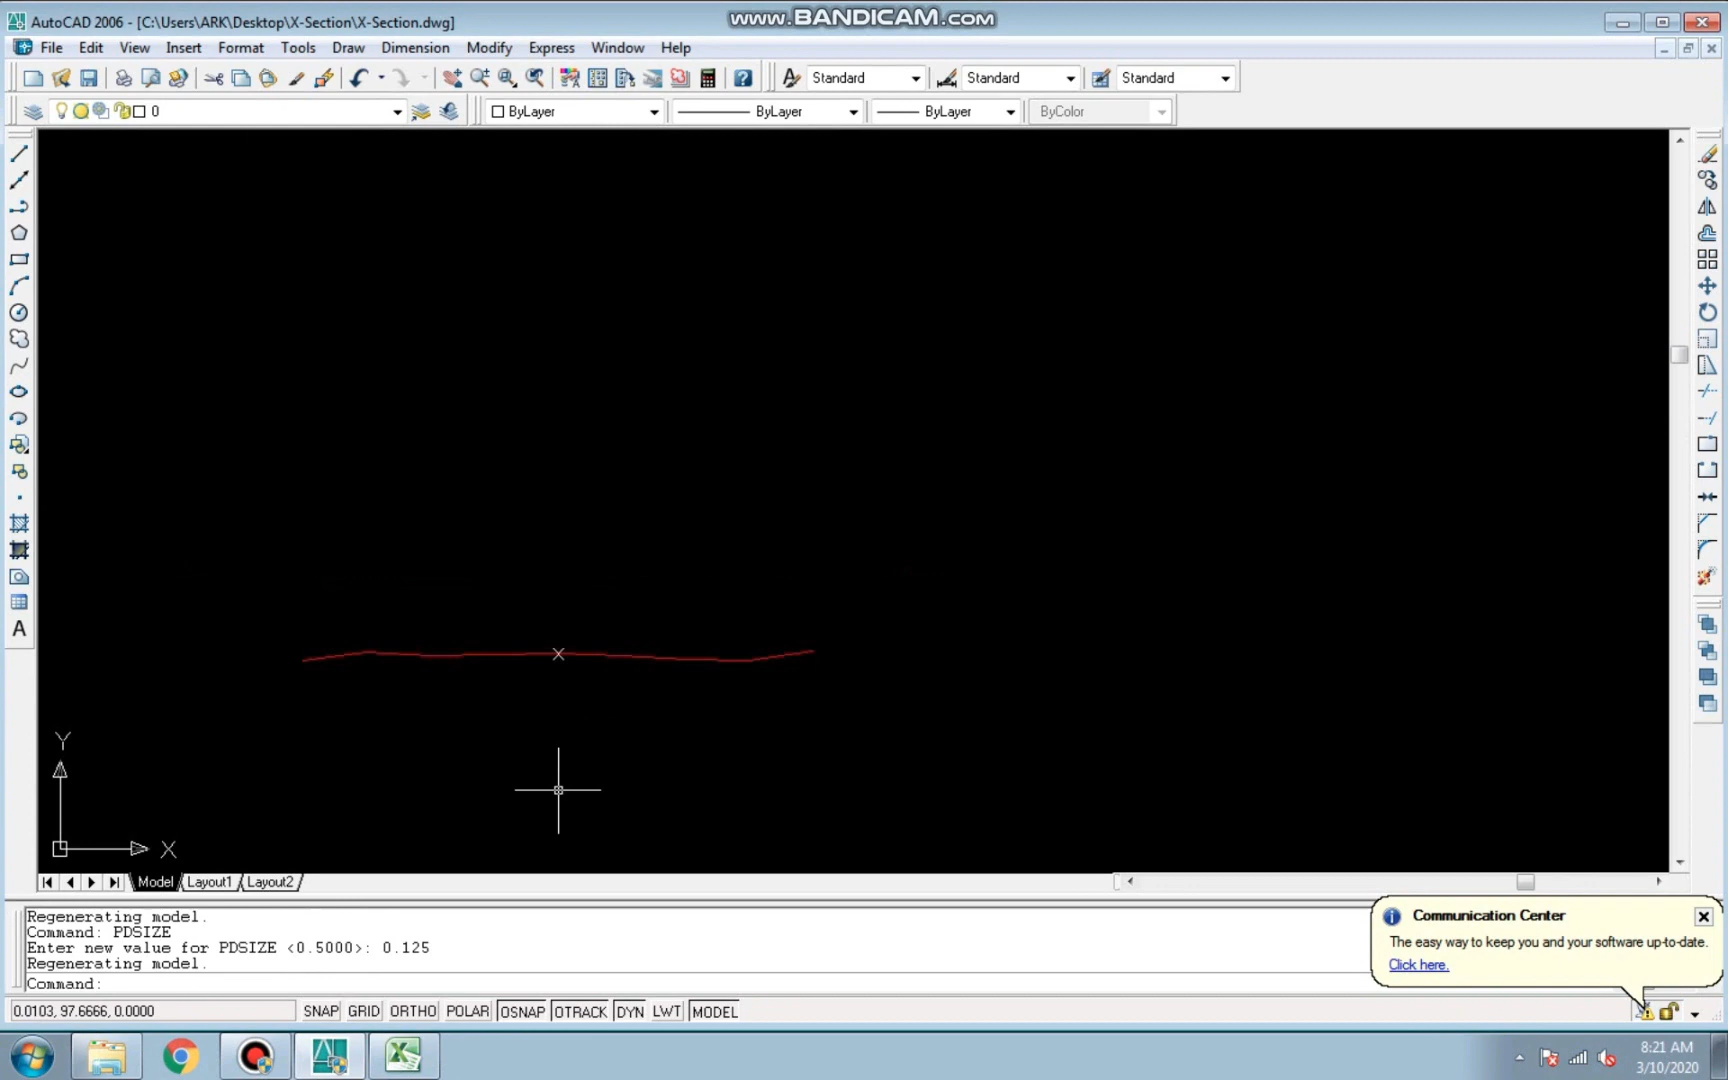 AutoCAD 2006 - [C:\Users\ARK\Desktop\X-Section\X-Section.dwg]
www.BANDICAM.com
File Edit View Insert Format Tools Draw Dimension Modify Express Window Help
Standard Standard Standard
0 ByLayer ByLayer ByLayer ByColor
X
Y
X
Model Layout1 Layout2
Regenerating model.
Command: PDSIZE
Enter new value for PDSIZE <0.5000>: 0.125
Regenerating model.
Command:
Communication Center
The easy way to keep you and your software up-to-date.
Click here.
0.0103, 97.6666, 0.0000 SNAP GRID ORTHO POLAR OSNAP OTRACK DYN LWT MODEL
A
8:21 AM
3/10/2020